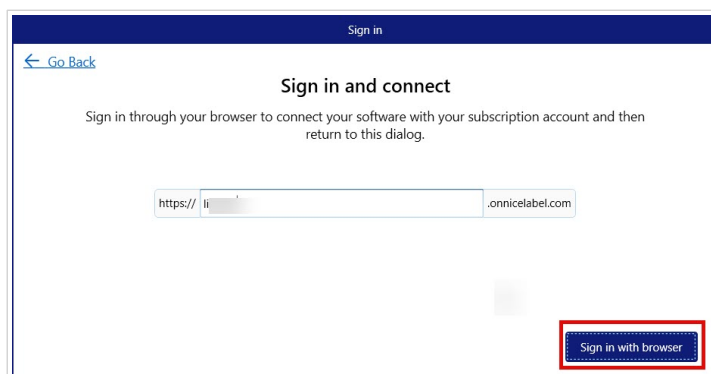 Sign in
← Go Back
Sign in and connect
Sign in through your browser to connect your software with your subscription account and then
return to this dialog.
https:// li .onnicelabel.com
Sign in with browser